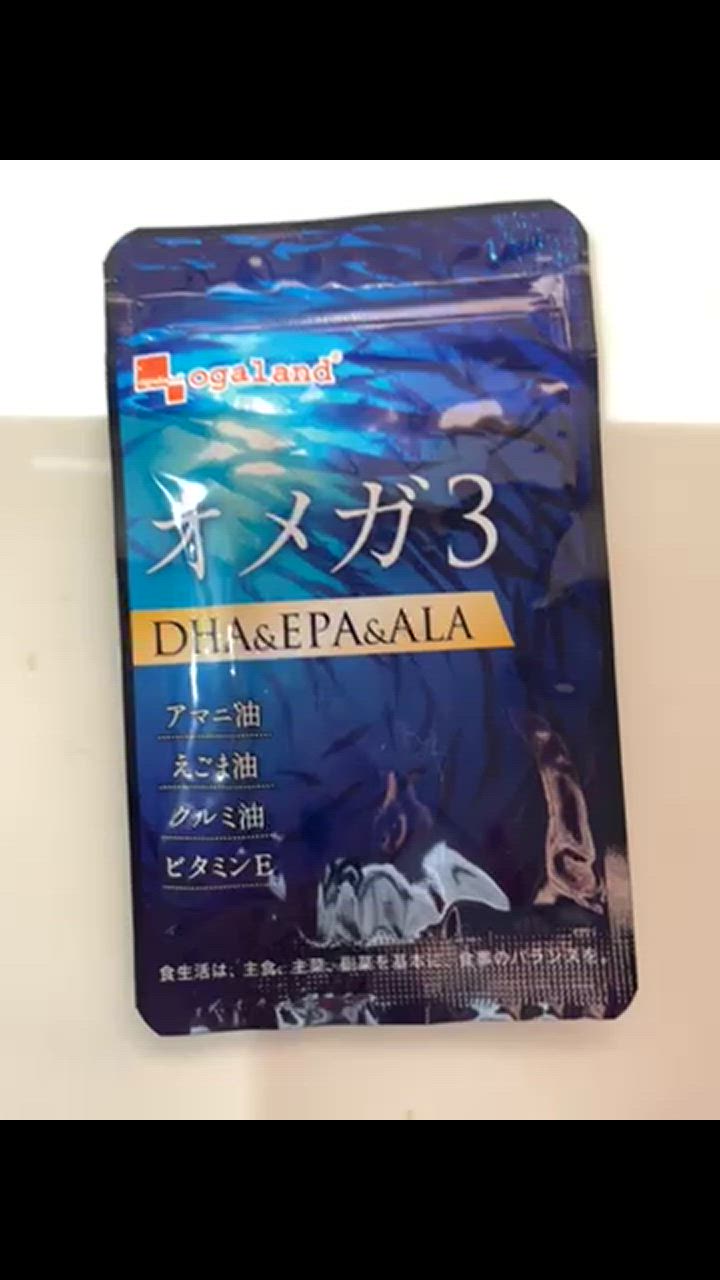 ogaland
オメガ3
DHA&EPA&ALA
アマニ油
えごま油
クルミ油
ビタミンE
食生活は、主食、主菜、副菜を基本に、食事のバランスを。